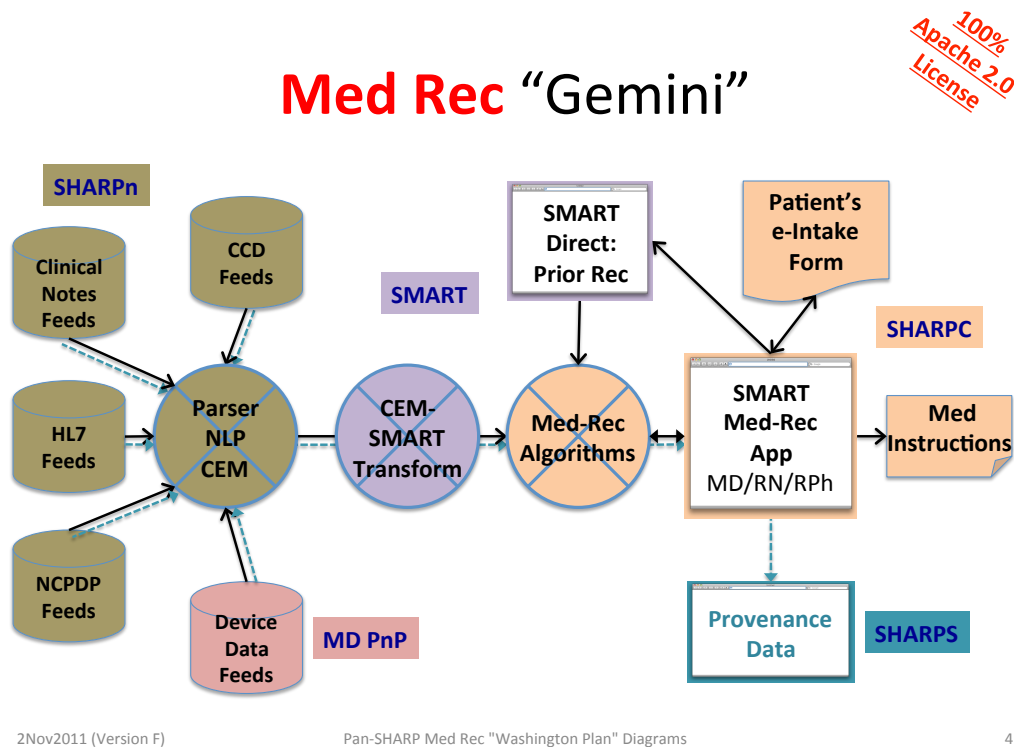 100%
Apache 2.0
License
Med Rec “Gemini”
SHARPn
Clinical
Notes
Feeds
CCD
Feeds
HL7
Feeds
NCPDP
Feeds
Device
Data
Feeds
MD PnP
Parser
NLP
CEM
SMART
CEM-
SMART
Transform
SMART
Direct:
Prior Rec
Med-Rec
Algorithms
Patient’s
e-Intake
Form
SHARPC
SMART
Med-Rec
App
MD/RN/RPh
Med
Instructions
Provenance
Data
SHARPS
2Nov2011 (Version F)
Pan-SHARP Med Rec "Washington Plan" Diagrams
4